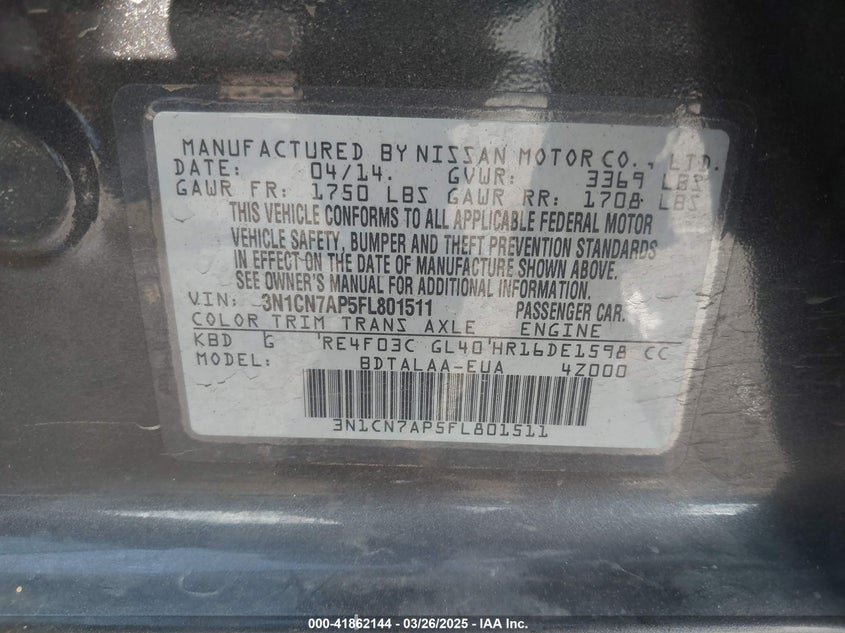 MANUFACTURED BY NISSAN MOTOR CO., LTD.
DATE: 04/14. GVWR: 3369 LBS
GAWR FR: 1750 LBS GAWR RR: 1708 LBS
THIS VEHICLE CONFORMS TO ALL APPLICABLE FEDERAL MOTOR
VEHICLE SAFETY, BUMPER AND THEFT PREVENTION STANDARDS
IN EFFECT ON THE DATE OF MANUFACTURE SHOWN ABOVE.
SEE OWNER'S MANUAL FOR ADDITIONAL INFORMATION.
VIN: 3N1CN7AP5FL801511 PASSENGER CAR.
COLOR TRIM TRANS AXLE ENGINE
KBD G RE4F03C GL40 HR16DE1598 CC
MODEL: BDTALAA-EUA 4Z000
3N1CN7AP5FL801511
000-41862144 - 03/26/2025 - IAA Inc.